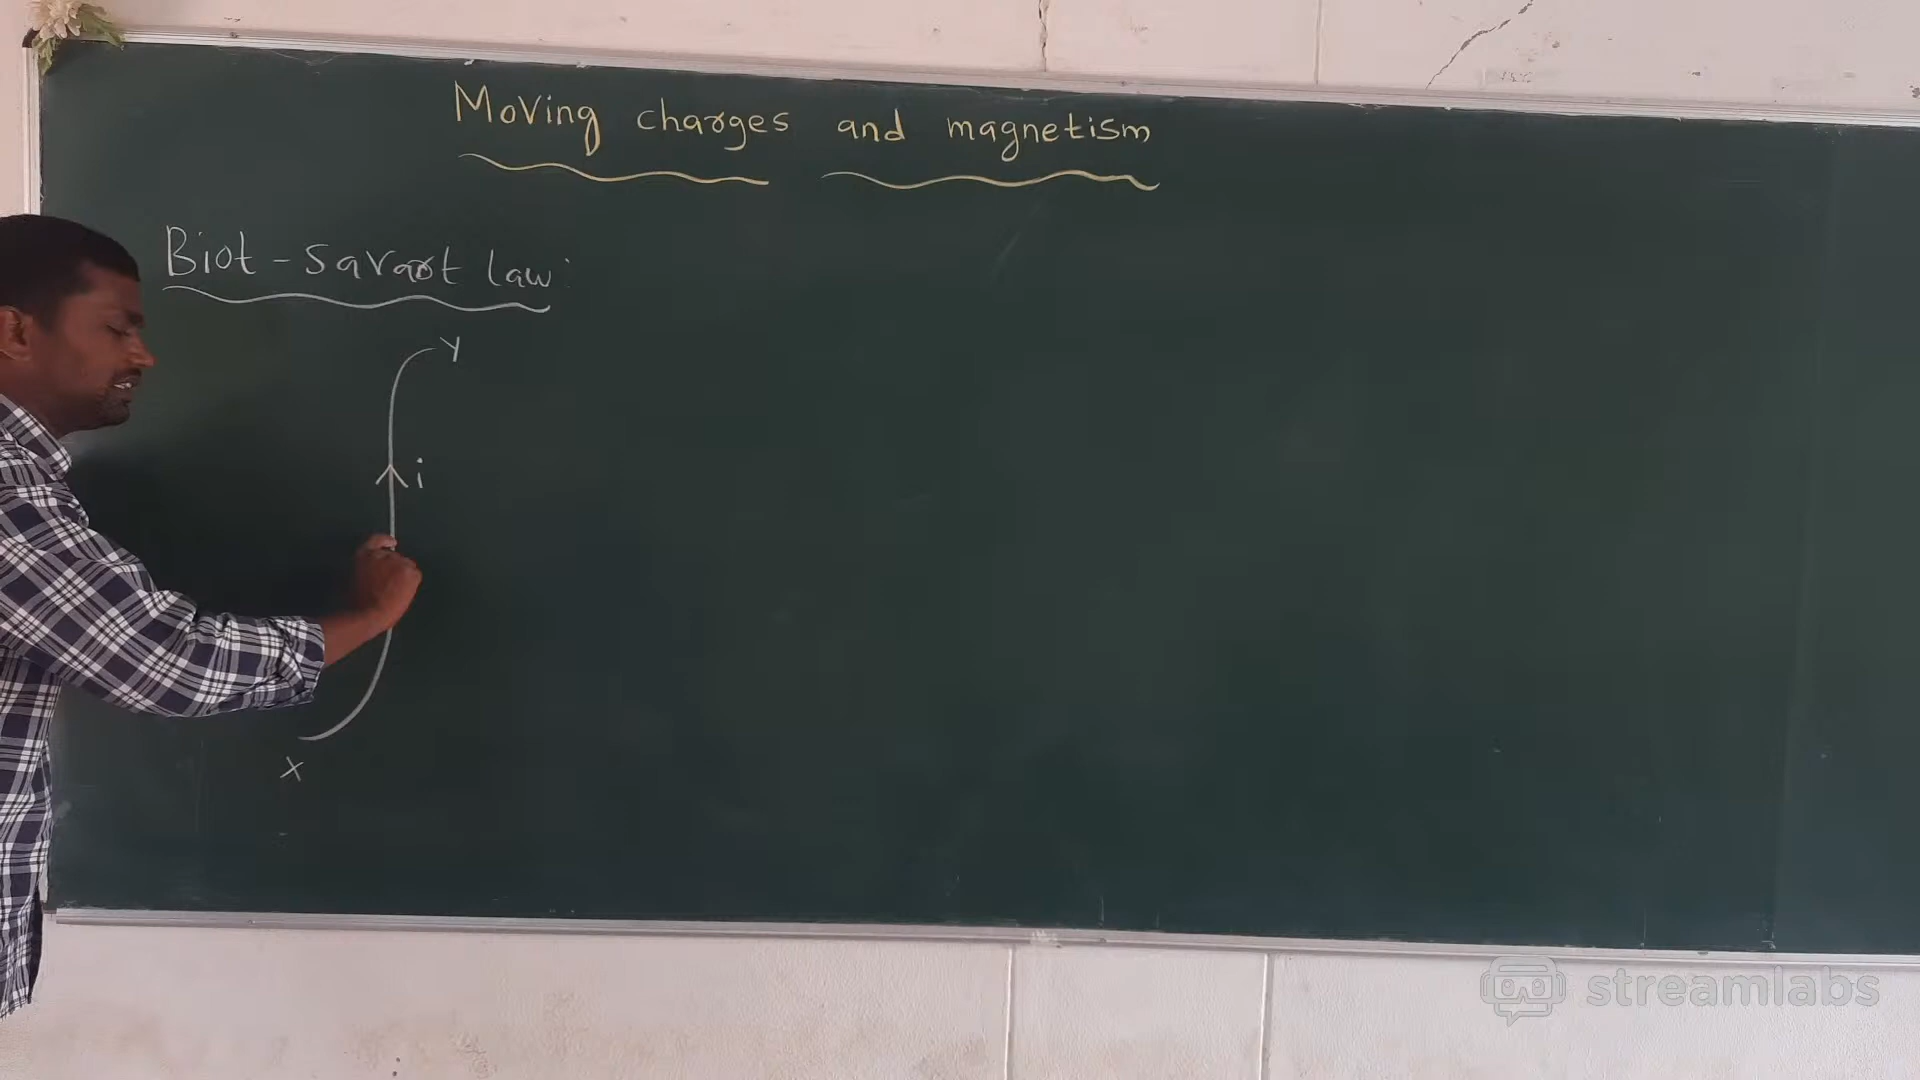 Moving charges and magnetism
Biot - Savart law:
Y
i
X
streamlabs